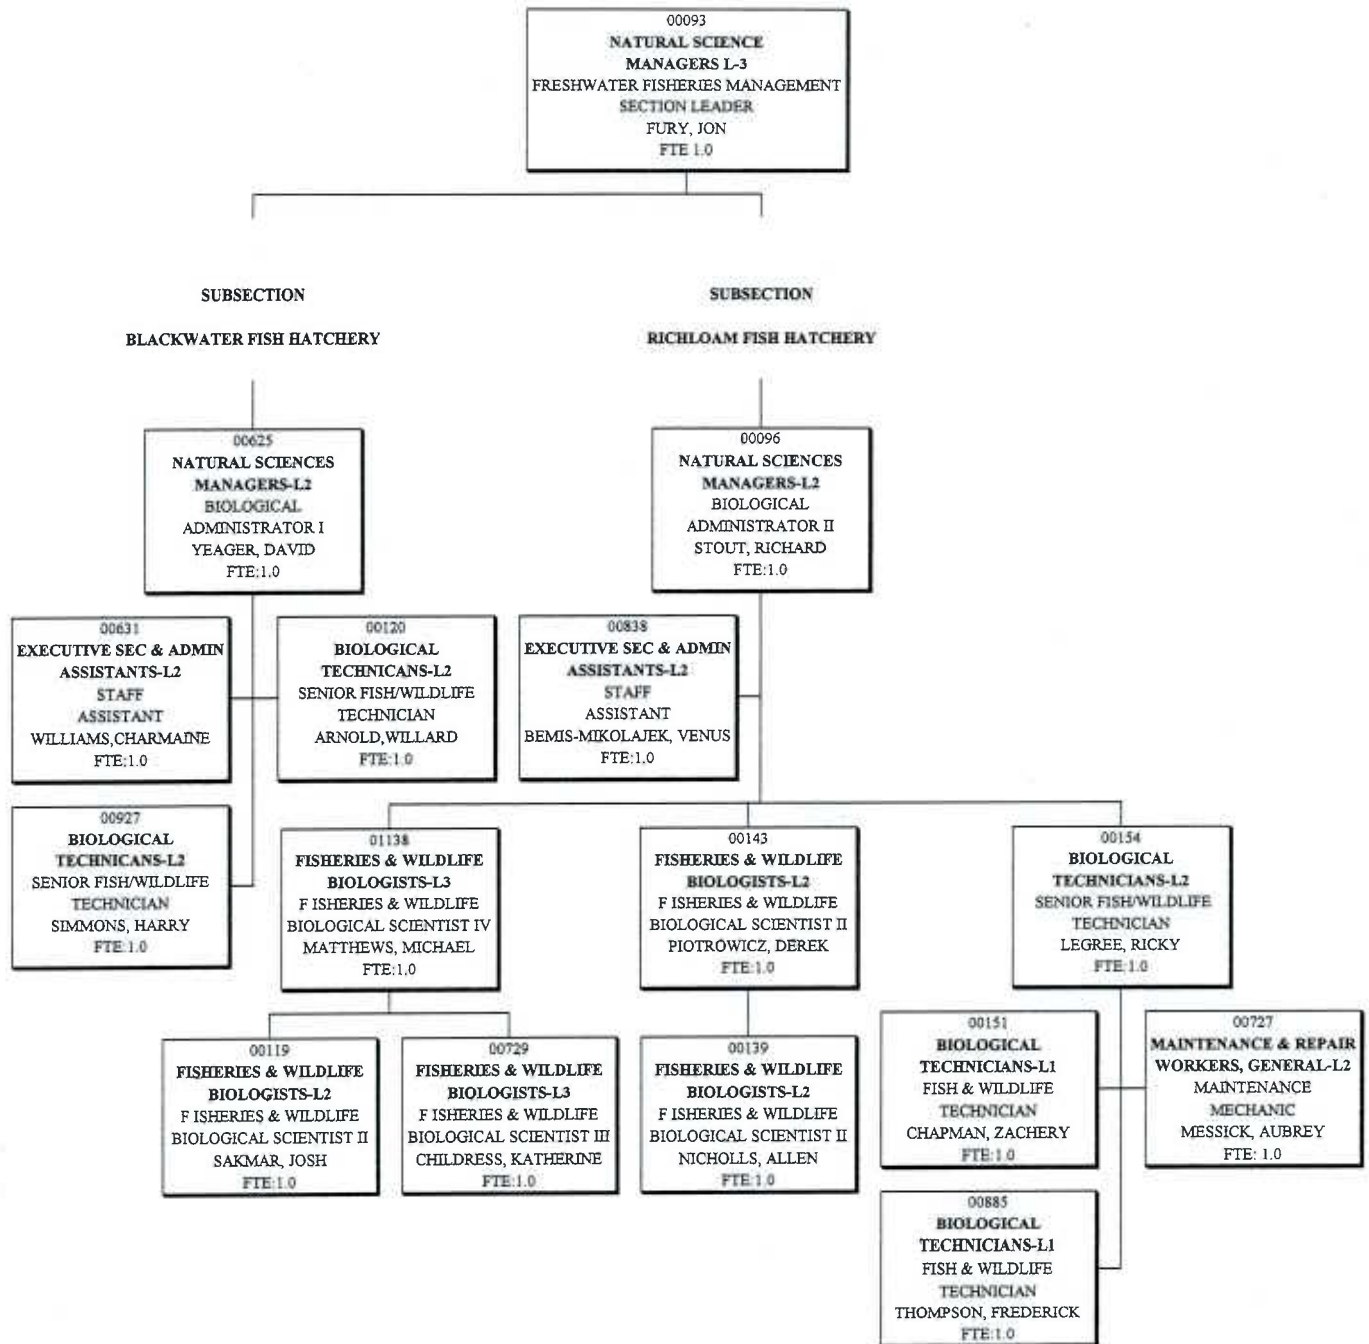 00093
NATURAL SCIENCE
MANAGERS L-3
FRESHWATER FISHERIES MANAGEMENT
SECTION LEADER
FURY, JON
FTE 1.0
SUBSECTION
BLACKWATER FISH HATCHERY
SUBSECTION
RICHLOAM FISH HATCHERY
00625
NATURAL SCIENCES
MANAGERS-L2
BIOLOGICAL
ADMINISTRATOR I
YEAGER, DAVID
FTE:1.0
00096
NATURAL SCIENCES
MANAGERS-L2
BIOLOGICAL
ADMINISTRATOR II
STOUT, RICHARD
FTE:1.0
00631
EXECUTIVE SEC & ADMIN
ASSISTANTS-L2
STAFF
ASSISTANT
WILLIAMS,CHARMAINE
FTE:1.0
00120
BIOLOGICAL
TECHNICANS-L2
SENIOR FISH/WILDLIFE
TECHNICIAN
ARNOLD,WILLARD
FTE:1.0
00838
EXECUTIVE SEC & ADMIN
ASSISTANTS-L2
STAFF
ASSISTANT
BEMIS-MIKOLAJEK, VENUS
FTE:1.0
00927
BIOLOGICAL
TECHNICANS-L2
SENIOR FISH/WILDLIFE
TECHNICIAN
SIMMONS, HARRY
FTE:1.0
01138
FISHERIES & WILDLIFE
BIOLOGISTS-L3
F ISHERIES & WILDLIFE
BIOLOGICAL SCIENTIST IV
MATTHEWS, MICHAEL
FTE:1.0
00143
FISHERIES & WILDLIFE
BIOLOGISTS-L2
F ISHERIES & WILDLIFE
BIOLOGICAL SCIENTIST II
PIOTROWICZ, DEREK
FTE:1.0
00154
BIOLOGICAL
TECHNICIANS-L2
SENIOR FISH/WILDLIFE
TECHNICIAN
LEGREE, RICKY
FTE:1.0
00119
FISHERIES & WILDLIFE
BIOLOGISTS-L2
F ISHERIES & WILDLIFE
BIOLOGICAL SCIENTIST II
SAKMAR, JOSH
FTE:1.0
00729
FISHERIES & WILDLIFE
BIOLOGISTS-L3
F ISHERIES & WILDLIFE
BIOLOGICAL SCIENTIST III
CHILDRESS, KATHERINE
FTE:1.0
00139
FISHERIES & WILDLIFE
BIOLOGISTS-L2
F ISHERIES & WILDLIFE
BIOLOGICAL SCIENTIST II
NICHOLLS, ALLEN
FTE:1.0
00151
BIOLOGICAL
TECHNICIANS-L1
FISH & WILDLIFE
TECHNICIAN
CHAPMAN, ZACHERY
FTE:1.0
00727
MAINTENANCE & REPAIR
WORKERS, GENERAL-L2
MAINTENANCE
MECHANIC
MESSICK, AUBREY
FTE: 1.0
00885
BIOLOGICAL
TECHNICIANS-L1
FISH & WILDLIFE
TECHNICIAN
THOMPSON, FREDERICK
FTE:1.0